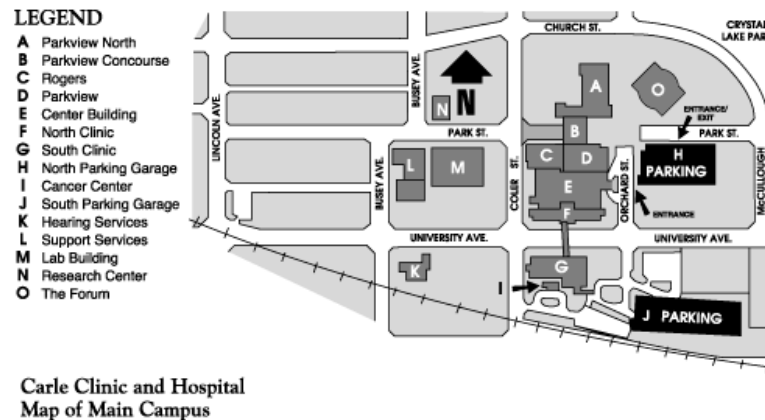 LEGEND
A Parkview North
B Parkview Concourse
C Rogers
D Parkview
E Center Building
F North Clinic
G South Clinic
H North Parking Garage
I Cancer Center
J South Parking Garage
K Hearing Services
L Support Services
M Lab Building
N Research Center
O The Forum
CHURCH ST.
CRYSTAL
LAKE PAR
LINCOLN AVE.
BUSEY AVE.
N
N
A
O
ENTRANCE/
EXIT
PARK ST.
B
PARK ST.
BUSEY AVE.
L
M
COLER ST.
C
D
E
F
ORCHARD ST.
H
PARKING
McCULLOUGH
ENTRANCE
UNIVERSITY AVE.
UNIVERSITY AVE.
K
I
G
J PARKING
Carle Clinic and Hospital
Map of Main Campus